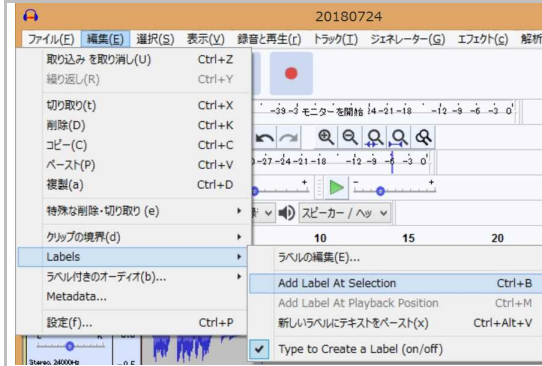 20180724
ファイル(F) 編集(E) 選択(S) 表示(V) 録音と再生(r) トラック(T) ジェネレーター(G) エフェクト(c) 解析
取り込み を取り消し(U) Ctrl+Z
繰り返し(R) Ctrl+Y
切り取り(t) Ctrl+X
削除(D) Ctrl+K
コピー(C) Ctrl+C
ペースト(P) Ctrl+V
複製(a) Ctrl+D
特殊な削除・切り取り (e)
クリップの境界(d)
Labels
ラベル付きのオーディオ(b)...
Metadata...
設定(f)... Ctrl+P
-39 -3 モニターを開始 !4 -21 -18 -12 -9 -6 -3 0
-27 -24 -21 -18 -12 -9 -6 -3 0
スピーカー / ヘッ
10 15 20
ラベルの編集(E)...
Add Label At Selection Ctrl+B
Add Label At Playback Position Ctrl+M
新しいラベルにテキストをペースト(x) Ctrl+Alt+V
Type to Create a Label (on/off)
Stereo, 24000Hz
-0.5